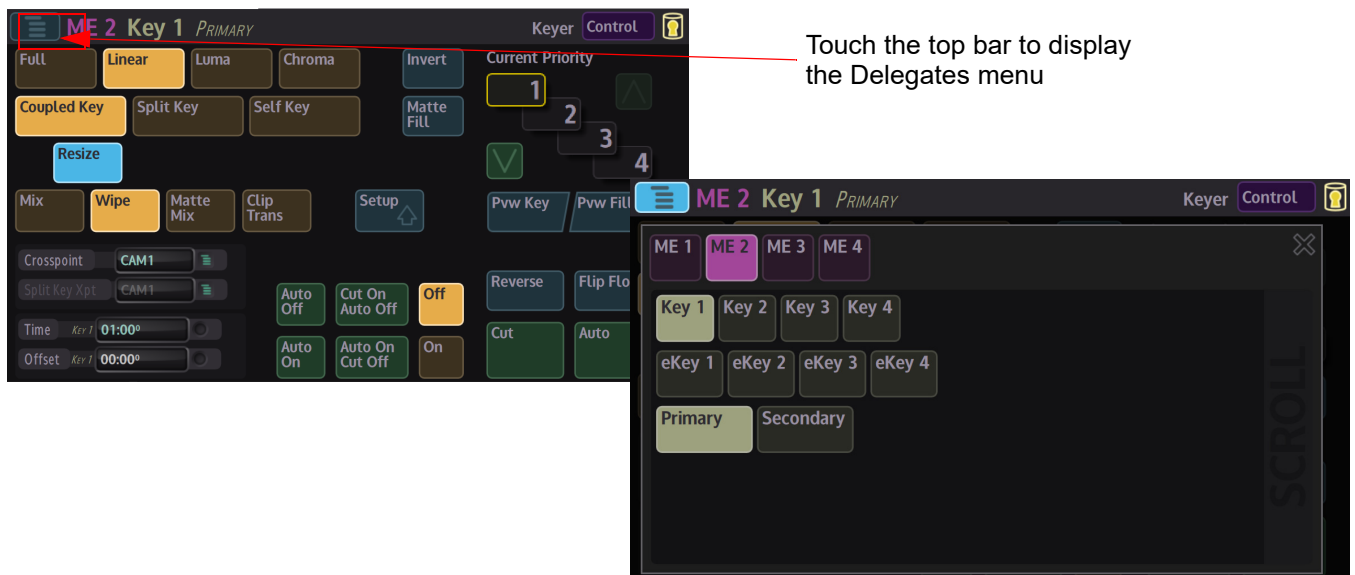 ME 2 Key 1 PRIMARY Keyer Control
Touch the top bar to display
the Delegates menu
Full Linear Luma Chroma Invert Current Priority
1
2
3
4
Coupled Key Split Key Self Key Matte
Fill
Resize
Mix Wipe Matte
Mix Clip
Trans Setup Pvw Key Pvw Fill
Crosspoint CAM1
Split Key Xpt CAM1
Auto
Off Cut On
Auto Off Off Reverse Flip Flo
Time KEY 1 01:00⁰
Offset KEY 1 00:00⁰
Auto
On Auto On
Cut Off On Cut Auto
ME 2 Key 1 PRIMARY Keyer Control
ME 1 ME 2 ME 3 ME 4
Key 1 Key 2 Key 3 Key 4
eKey 1 eKey 2 eKey 3 eKey 4
Primary Secondary
SCROLL